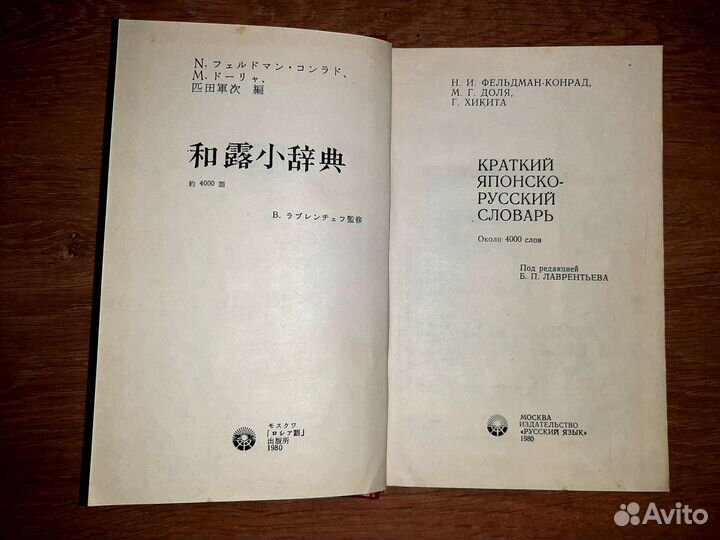 N. フェルドマン・コンラド、
M. ドーリャ、
匹田軍次 編
和露小辞典
約 4000 語
B. ラブレンチェフ監修
モスクワ
「ロシア語」
出版所
1980
Н. И. ФЕЛЬДМАН-КОНРАД,
М. Г. ДОЛЯ,
Г. ХИКИТА
КРАТКИЙ
ЯПОНСКО-
РУССКИЙ
СЛОВАРЬ
Около 4000 слов
Под редакцией
Б. П. ЛАВРЕНТЬЕВА
МОСКВА
ИЗДАТЕЛЬСТВО
«РУССКИЙ ЯЗЫК»
1980
Avito